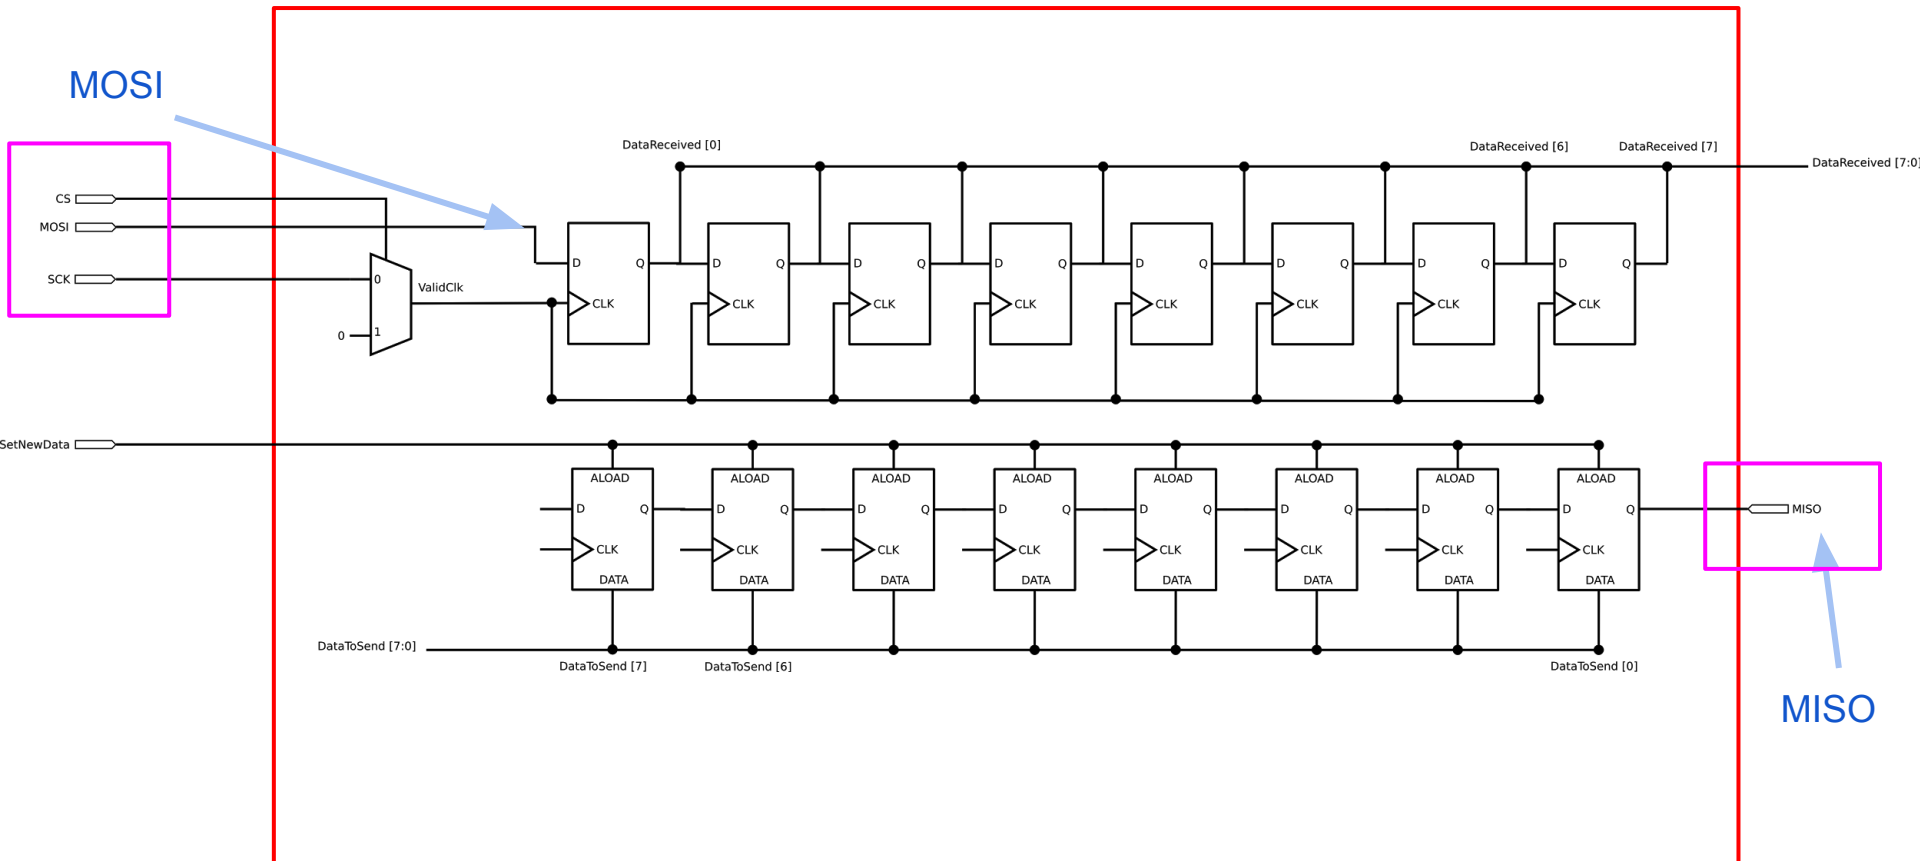 MOSI
DataReceived [0]
DataReceived [6]
DataReceived [7]
DataReceived [7:0]
CS
MOSI
SCK
0
1
0
ValidClk
D Q CLK
D Q CLK
D Q CLK
D Q CLK
D Q CLK
D Q CLK
D Q CLK
D Q CLK
SetNewData
ALOAD D Q CLK DATA
ALOAD D Q CLK DATA
ALOAD D Q CLK DATA
ALOAD D Q CLK DATA
ALOAD D Q CLK DATA
ALOAD D Q CLK DATA
ALOAD D Q CLK DATA
ALOAD D Q CLK DATA
MISO
DataToSend [7:0]
DataToSend [7]
DataToSend [6]
DataToSend [0]
MISO